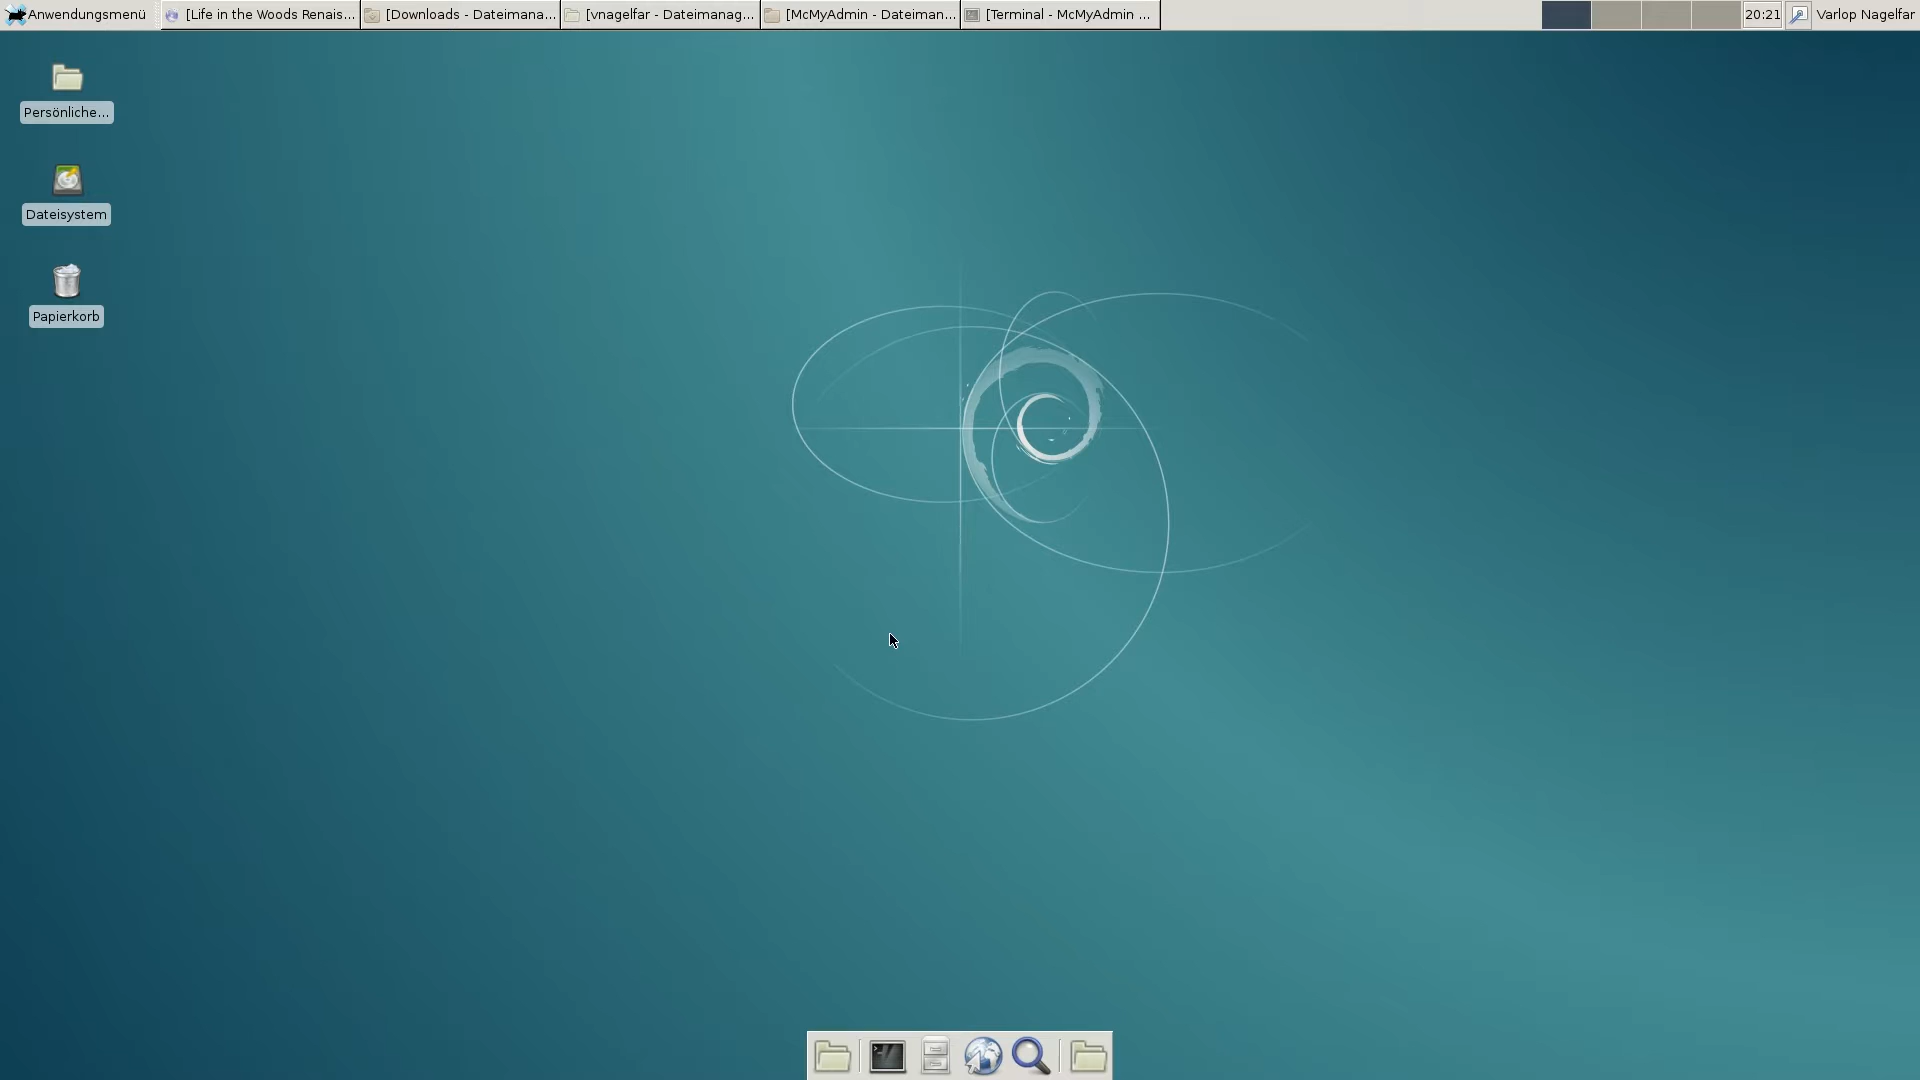 Anwendungsmenü
[Life in the Woods Renais...
[Downloads - Dateimana...
[vnagelfar - Dateimanag...
[McMyAdmin - Dateiman...
[Terminal - McMyAdmin ...
20:21
Varlop Nagelfar
Persönliche...
Dateisystem
Papierkorb